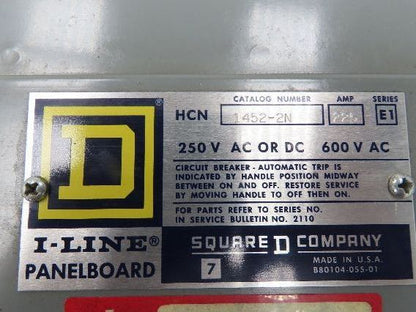 CATALOG NUMBER AMP SERIES
HCN 1452-2N 225 E1
250 V AC OR DC 600 V AC
CIRCUIT BREAKER - AUTOMATIC TRIP IS
INDICATED BY HANDLE POSITION MIDWAY
BETWEEN ON AND OFF. RESTORE SERVICE
BY MOVING HANDLE TO OFF THEN ON.
FOR PARTS REFER TO SERIES NO.
IN SERVICE BULLETIN NO. 2110
D
I-LINE®
PANELBOARD
SQUARE D COMPANY
7 MADE IN U.S.A.
B80104-055-01